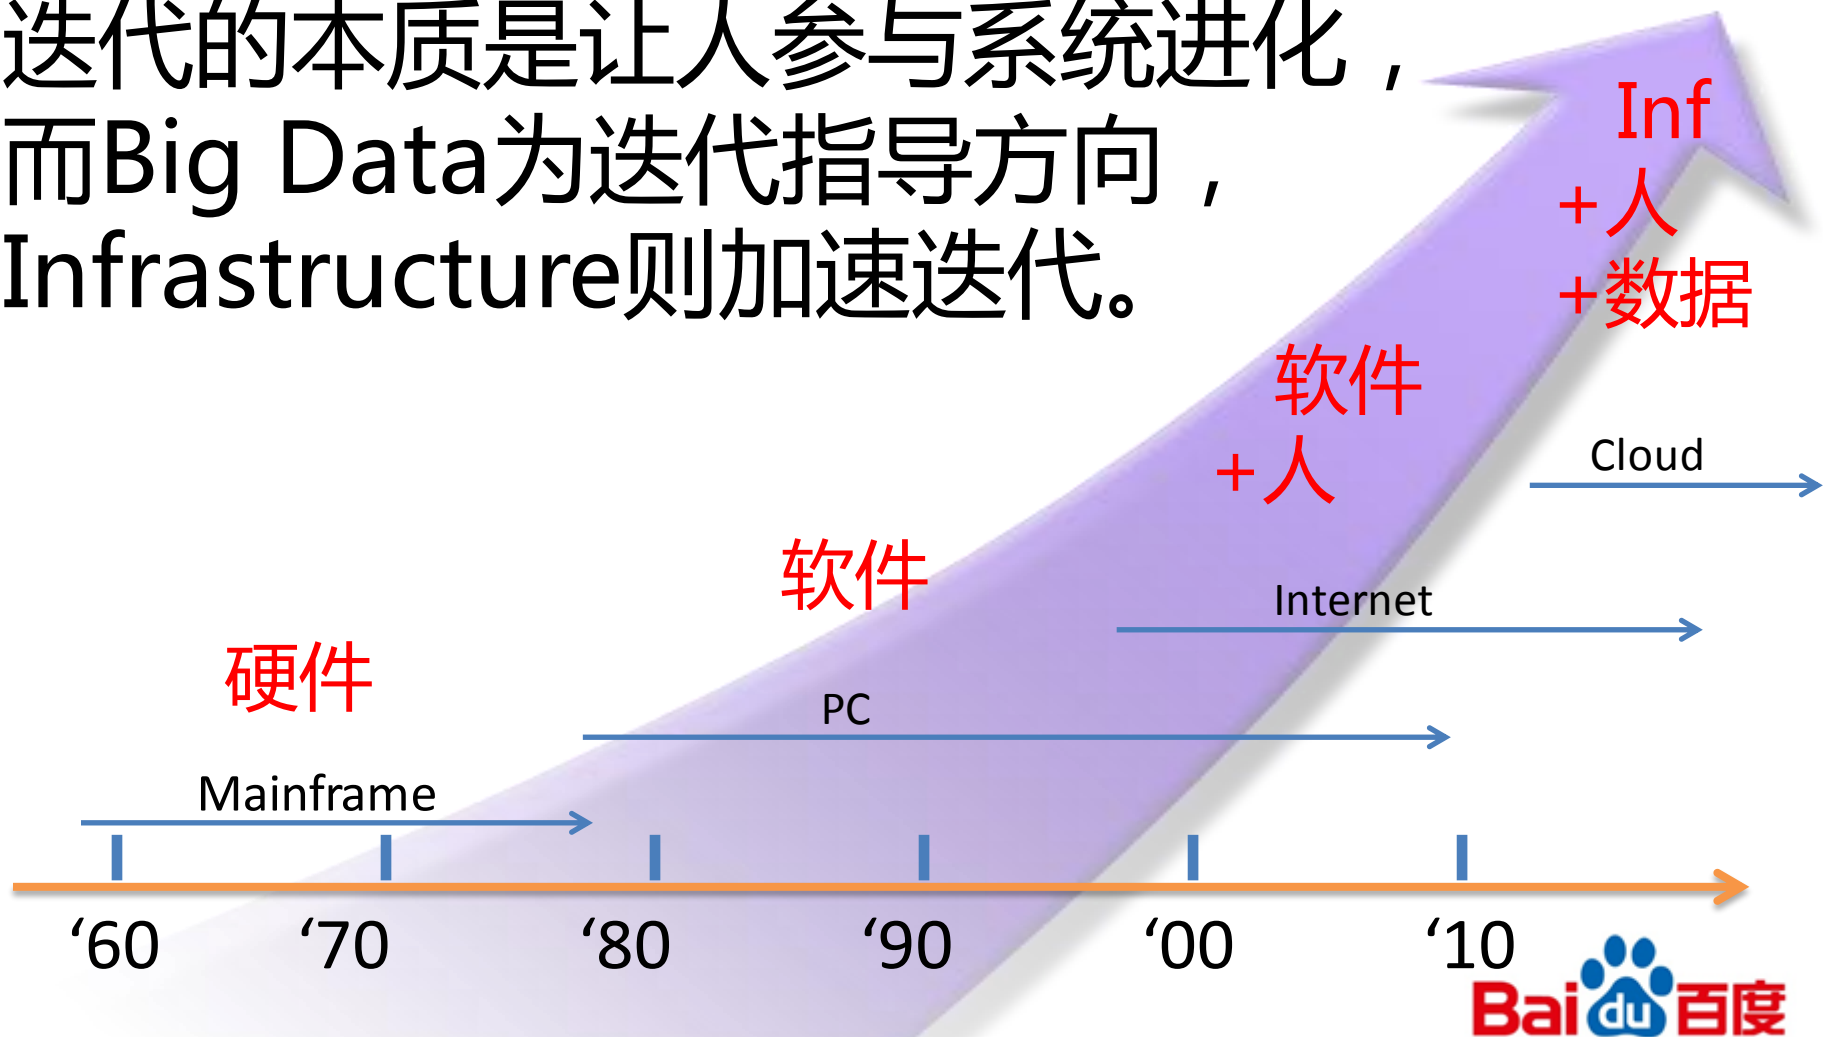 迭代的本质是让人参与系统进化，
而Big Data为迭代指导方向，
Infrastructure则加速迭代。
Inf
+人
+数据
软件
+人
Cloud
软件
Internet
硬件
PC
Mainframe
‘60 ‘70 ‘80 ‘90 ‘00 ‘10
Bai du 百度